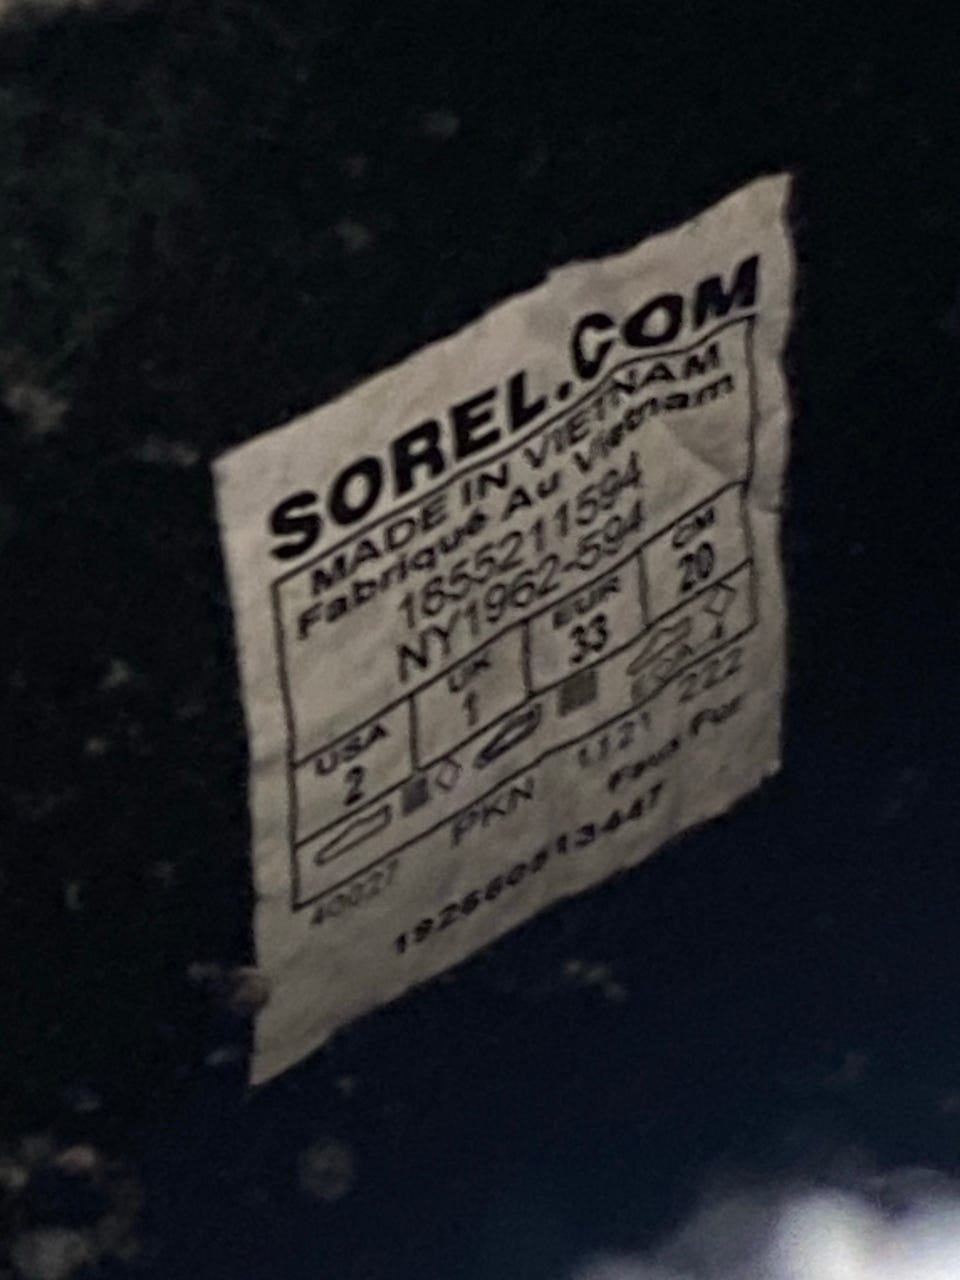 SOREL.COM
MADE IN VIETNAM
Fabriqué Au Vietnam
1855211594
NY1962-594
USA UK EUR CM
2 1 33 20
40027 PKN 1121 222
Faux Fur